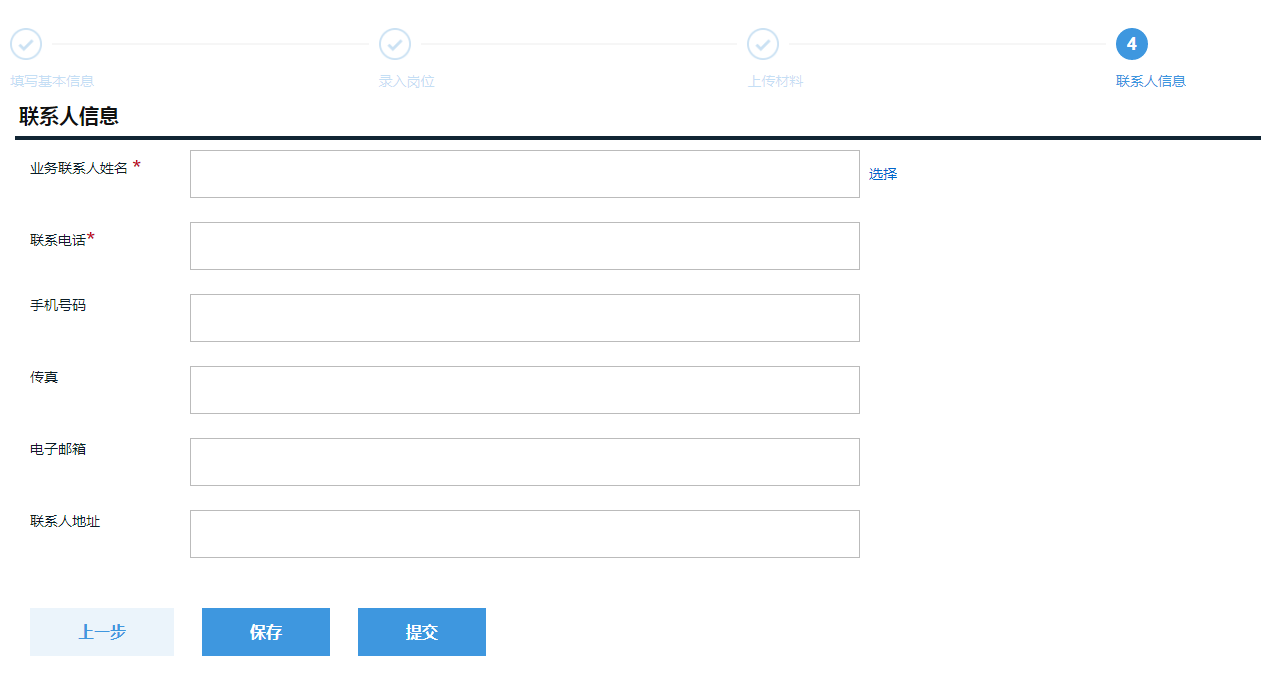 4
填写基本信息
录入岗位
上传材料
联系人信息
联系人信息
业务联系人姓名 *
选择
联系电话*
手机号码
传真
电子邮箱
联系人地址
上一步
保存
提交